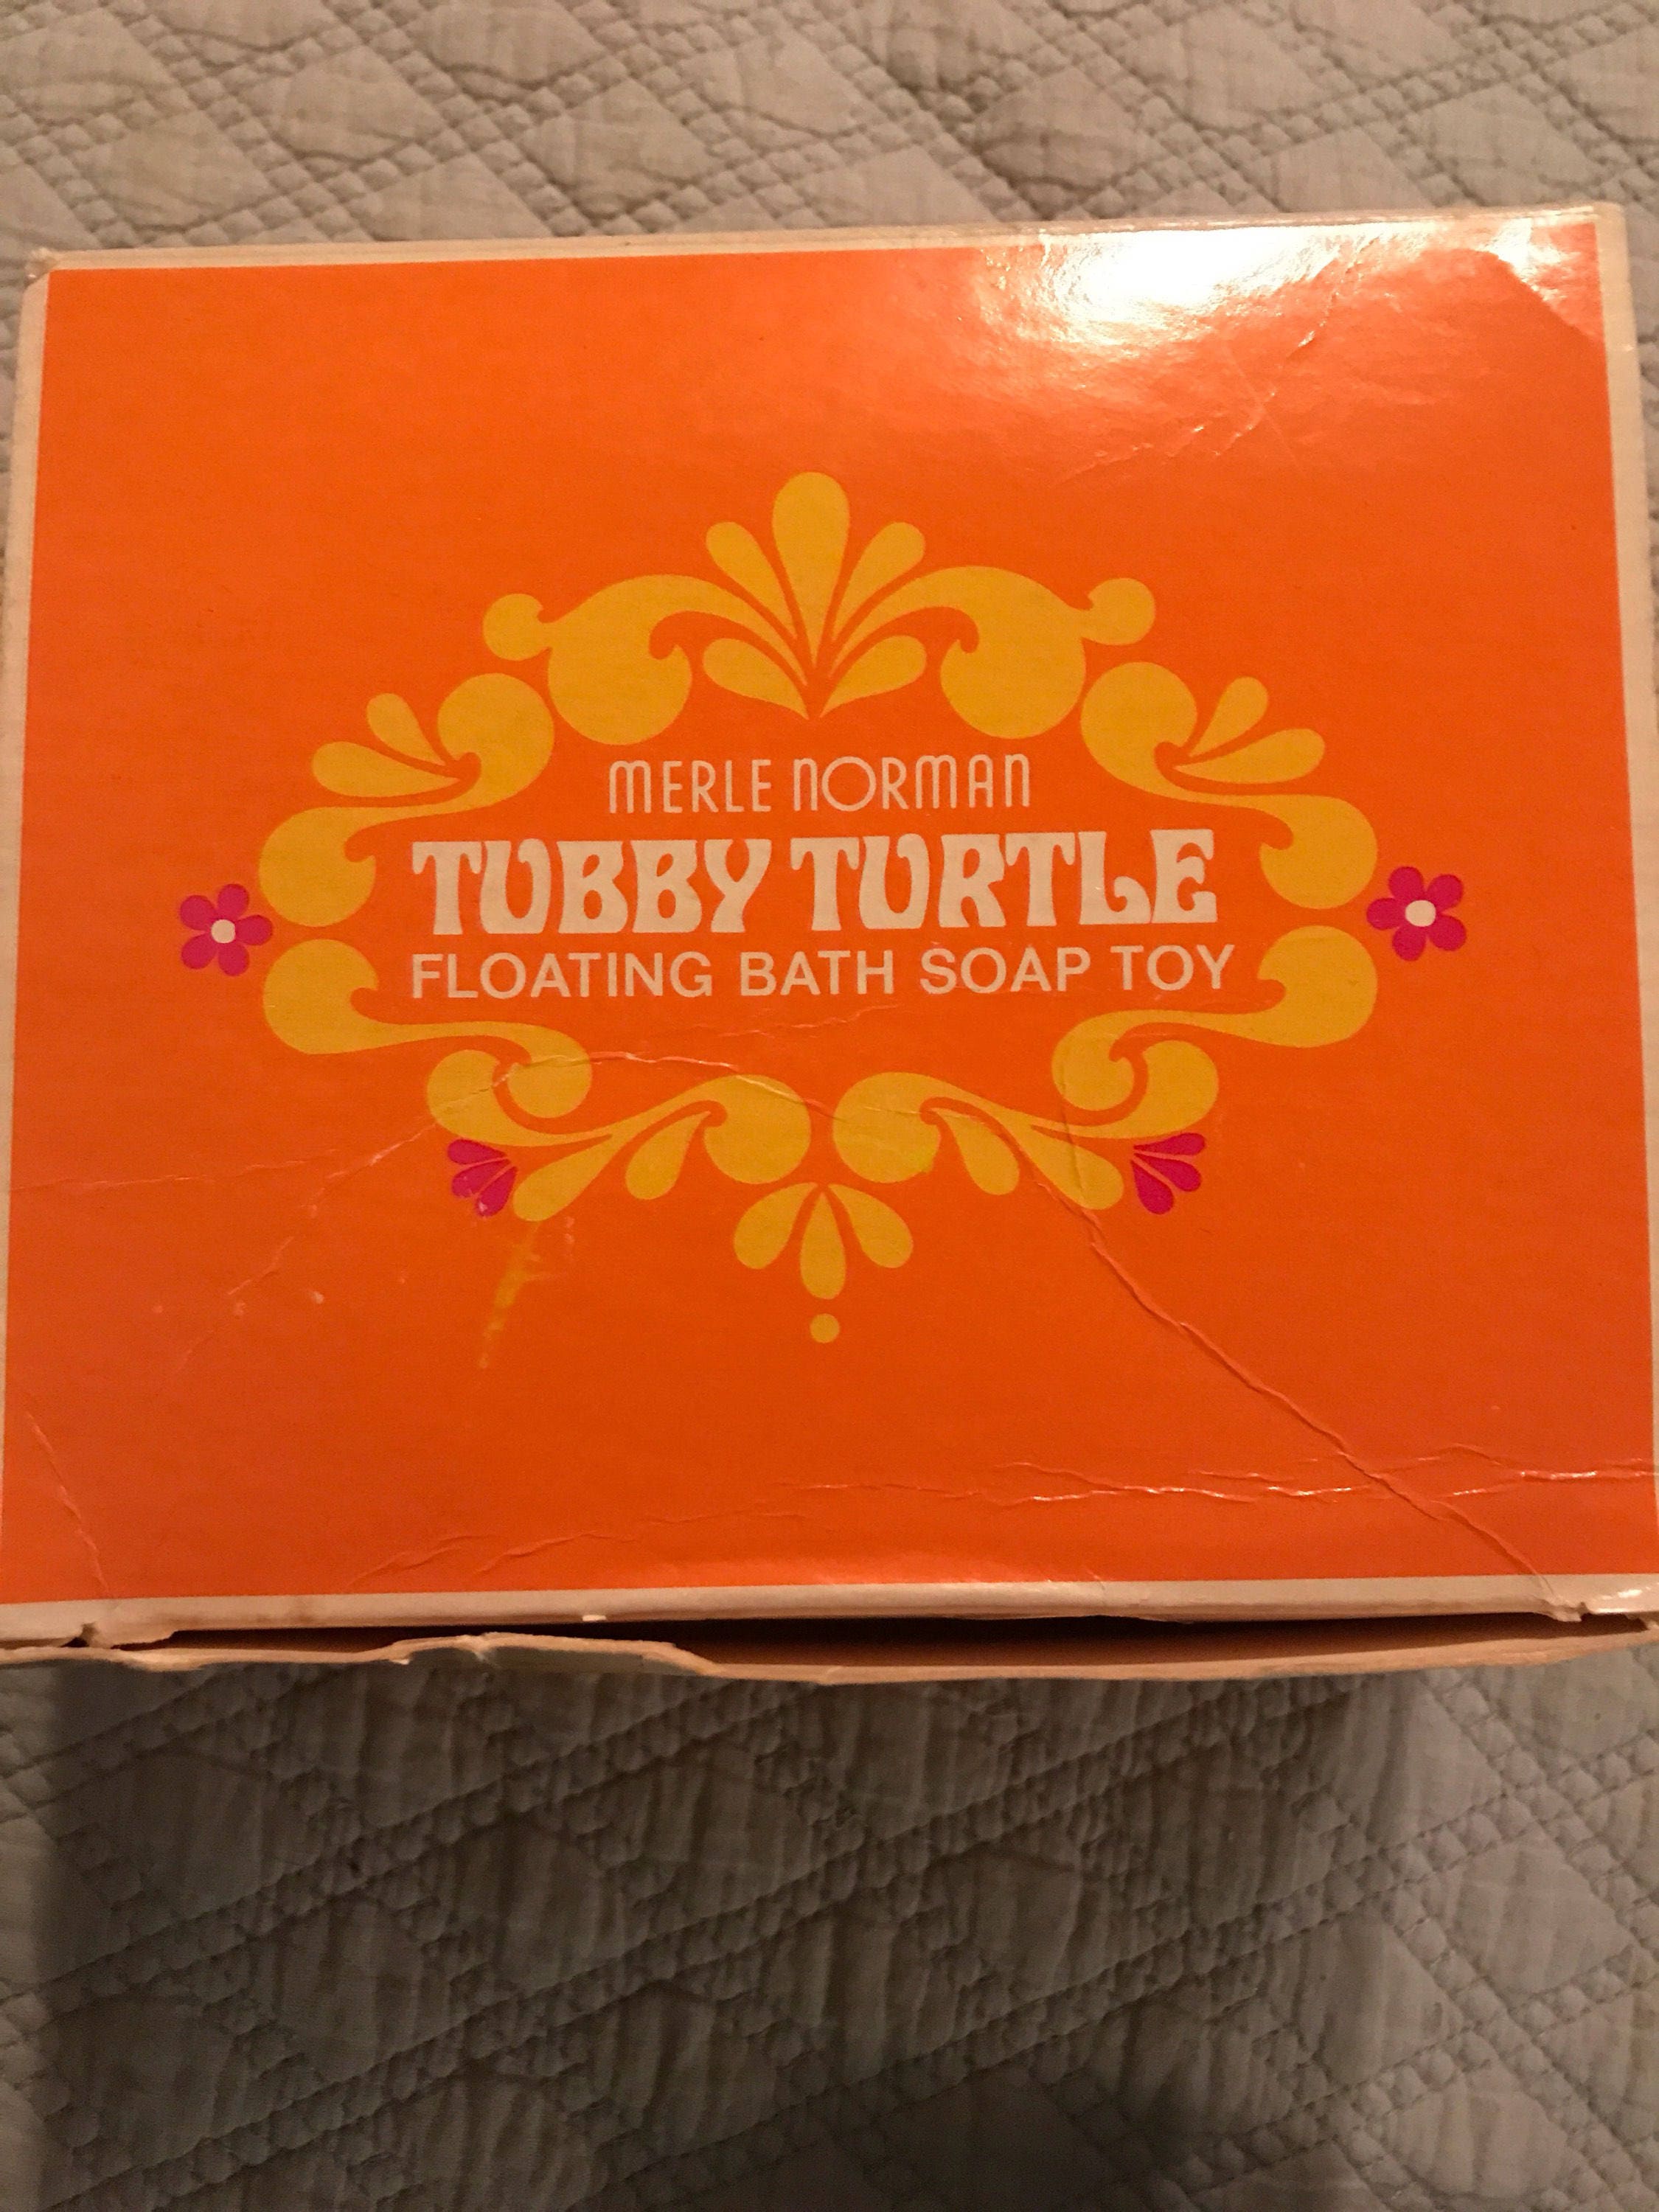 MERLE NORMAN
TUBBY TURTLE
FLOATING BATH SOAP TOY